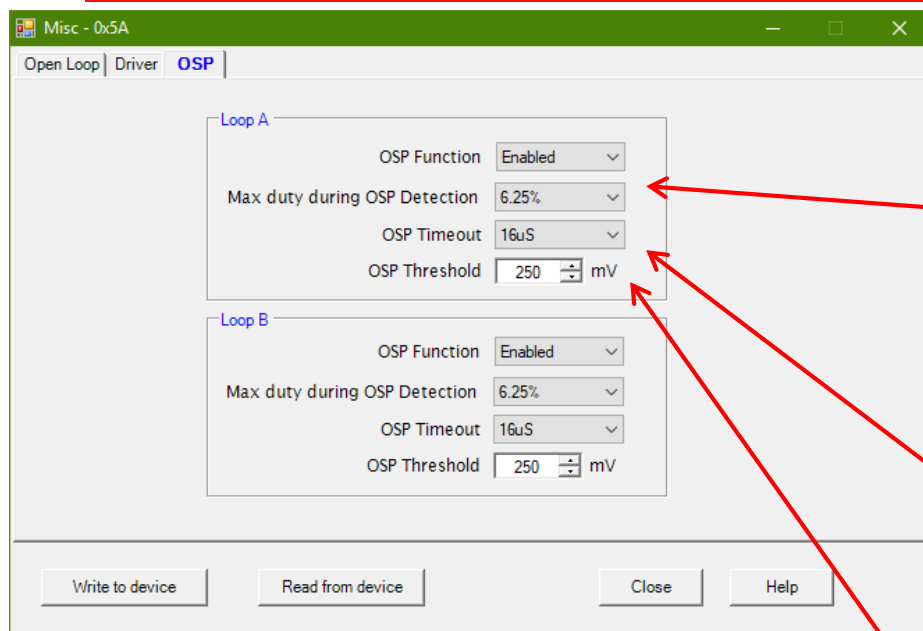 Misc - 0x5A
Open Loop Driver OSP
Loop A
OSP Function Enabled
Max duty during OSP Detection 6.25%
OSP Timeout 16uS
OSP Threshold 250 mV
Loop B
OSP Function Enabled
Max duty during OSP Detection 6.25%
OSP Timeout 16uS
OSP Threshold 250 mV
Write to device Read from device Close Help